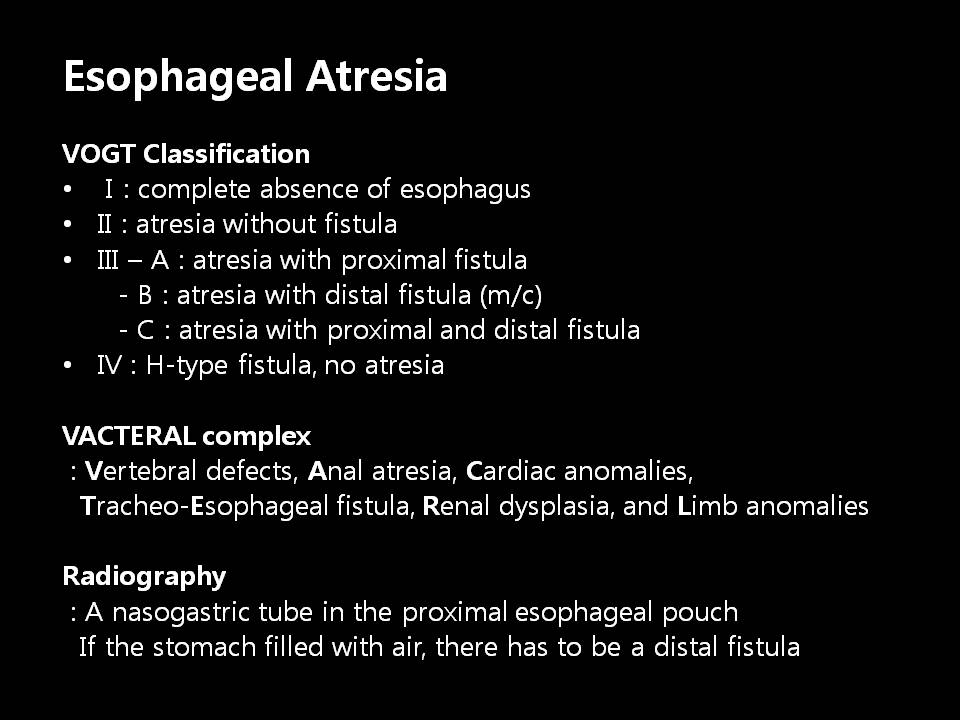 Esophageal Atresia
VOGT Classification
• I : complete absence of esophagus
• II : atresia without fistula
• III – A : atresia with proximal fistula
- B : atresia with distal fistula (m/c)
- C : atresia with proximal and distal fistula
• IV : H-type fistula, no atresia
VACTERAL complex
: Vertebral defects, Anal atresia, Cardiac anomalies,
Tracheo-Esophageal fistula, Renal dysplasia, and Limb anomalies
Radiography
: A nasogastric tube in the proximal esophageal pouch
If the stomach filled with air, there has to be a distal fistula